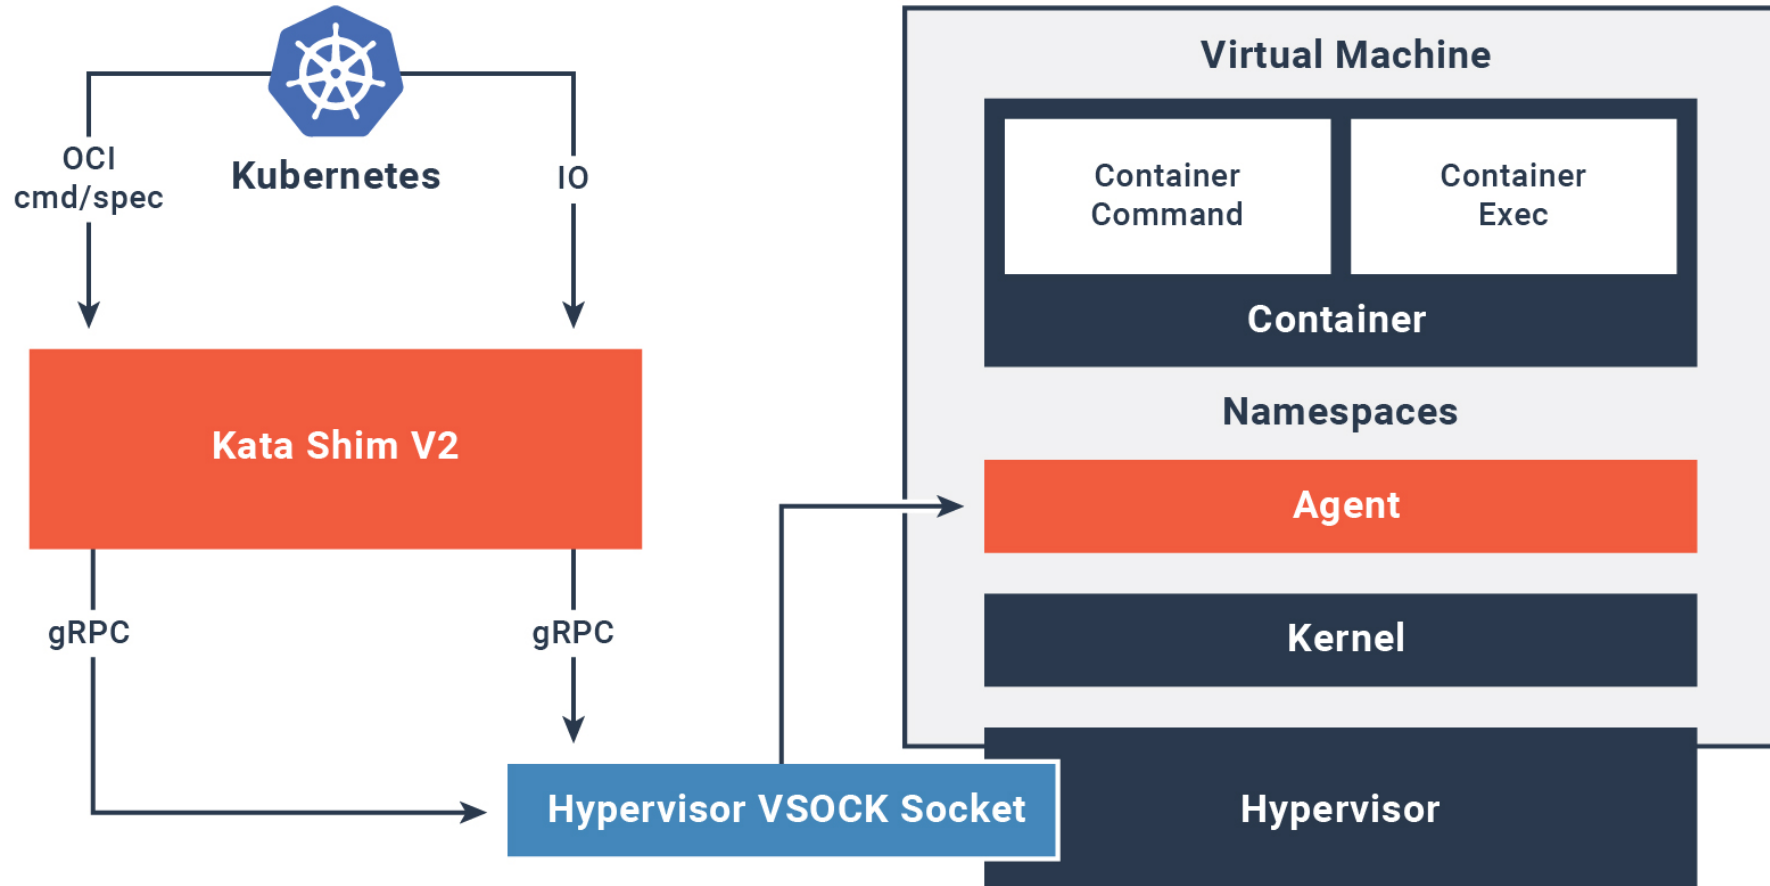 Kubernetes
OCI
cmd/spec
IO
Kata Shim V2
gRPC
gRPC
Hypervisor VSOCK Socket
Virtual Machine
Container
Command
Container
Exec
Container
Namespaces
Agent
Kernel
Hypervisor